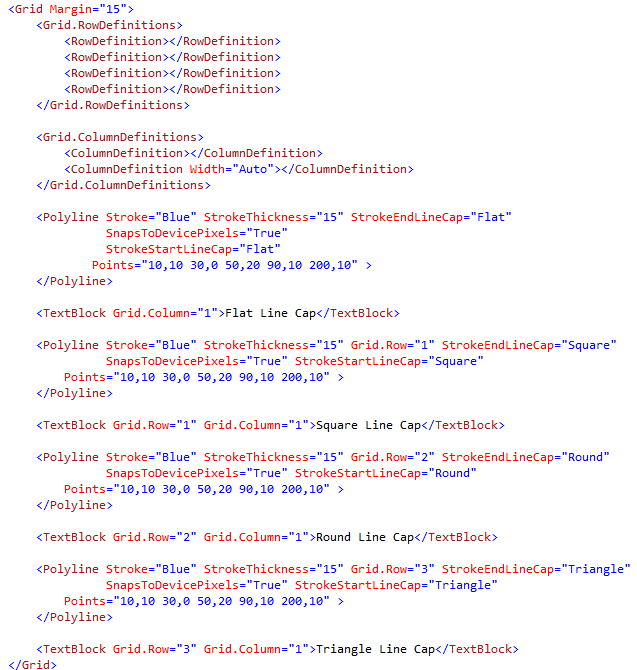 <Grid Margin="15">
    <Grid.RowDefinitions>
        <RowDefinition></RowDefinition>
        <RowDefinition></RowDefinition>
        <RowDefinition></RowDefinition>
        <RowDefinition></RowDefinition>
    </Grid.RowDefinitions>

    <Grid.ColumnDefinitions>
        <ColumnDefinition></ColumnDefinition>
        <ColumnDefinition Width="Auto"></ColumnDefinition>
    </Grid.ColumnDefinitions>

    <Polyline Stroke="Blue" StrokeThickness="15" StrokeEndLineCap="Flat"
              SnapsToDevicePixels="True"
              StrokeStartLineCap="Flat"
            Points="10,10 30,0 50,20 90,10 200,10" >
    </Polyline>

    <TextBlock Grid.Column="1">Flat Line Cap</TextBlock>

    <Polyline Stroke="Blue" StrokeThickness="15" Grid.Row="1" StrokeEndLineCap="Square"
              SnapsToDevicePixels="True" StrokeStartLineCap="Square"
        Points="10,10 30,0 50,20 90,10 200,10" >
    </Polyline>

    <TextBlock Grid.Row="1" Grid.Column="1">Square Line Cap</TextBlock>

    <Polyline Stroke="Blue" StrokeThickness="15" Grid.Row="2" StrokeEndLineCap="Round"
              SnapsToDevicePixels="True" StrokeStartLineCap="Round"
        Points="10,10 30,0 50,20 90,10 200,10" >
    </Polyline>

    <TextBlock Grid.Row="2" Grid.Column="1">Round Line Cap</TextBlock>

    <Polyline Stroke="Blue" StrokeThickness="15" Grid.Row="3" StrokeEndLineCap="Triangle"
              SnapsToDevicePixels="True" StrokeStartLineCap="Triangle"
        Points="10,10 30,0 50,20 90,10 200,10" >
    </Polyline>

    <TextBlock Grid.Row="3" Grid.Column="1">Triangle Line Cap</TextBlock>
</Grid>